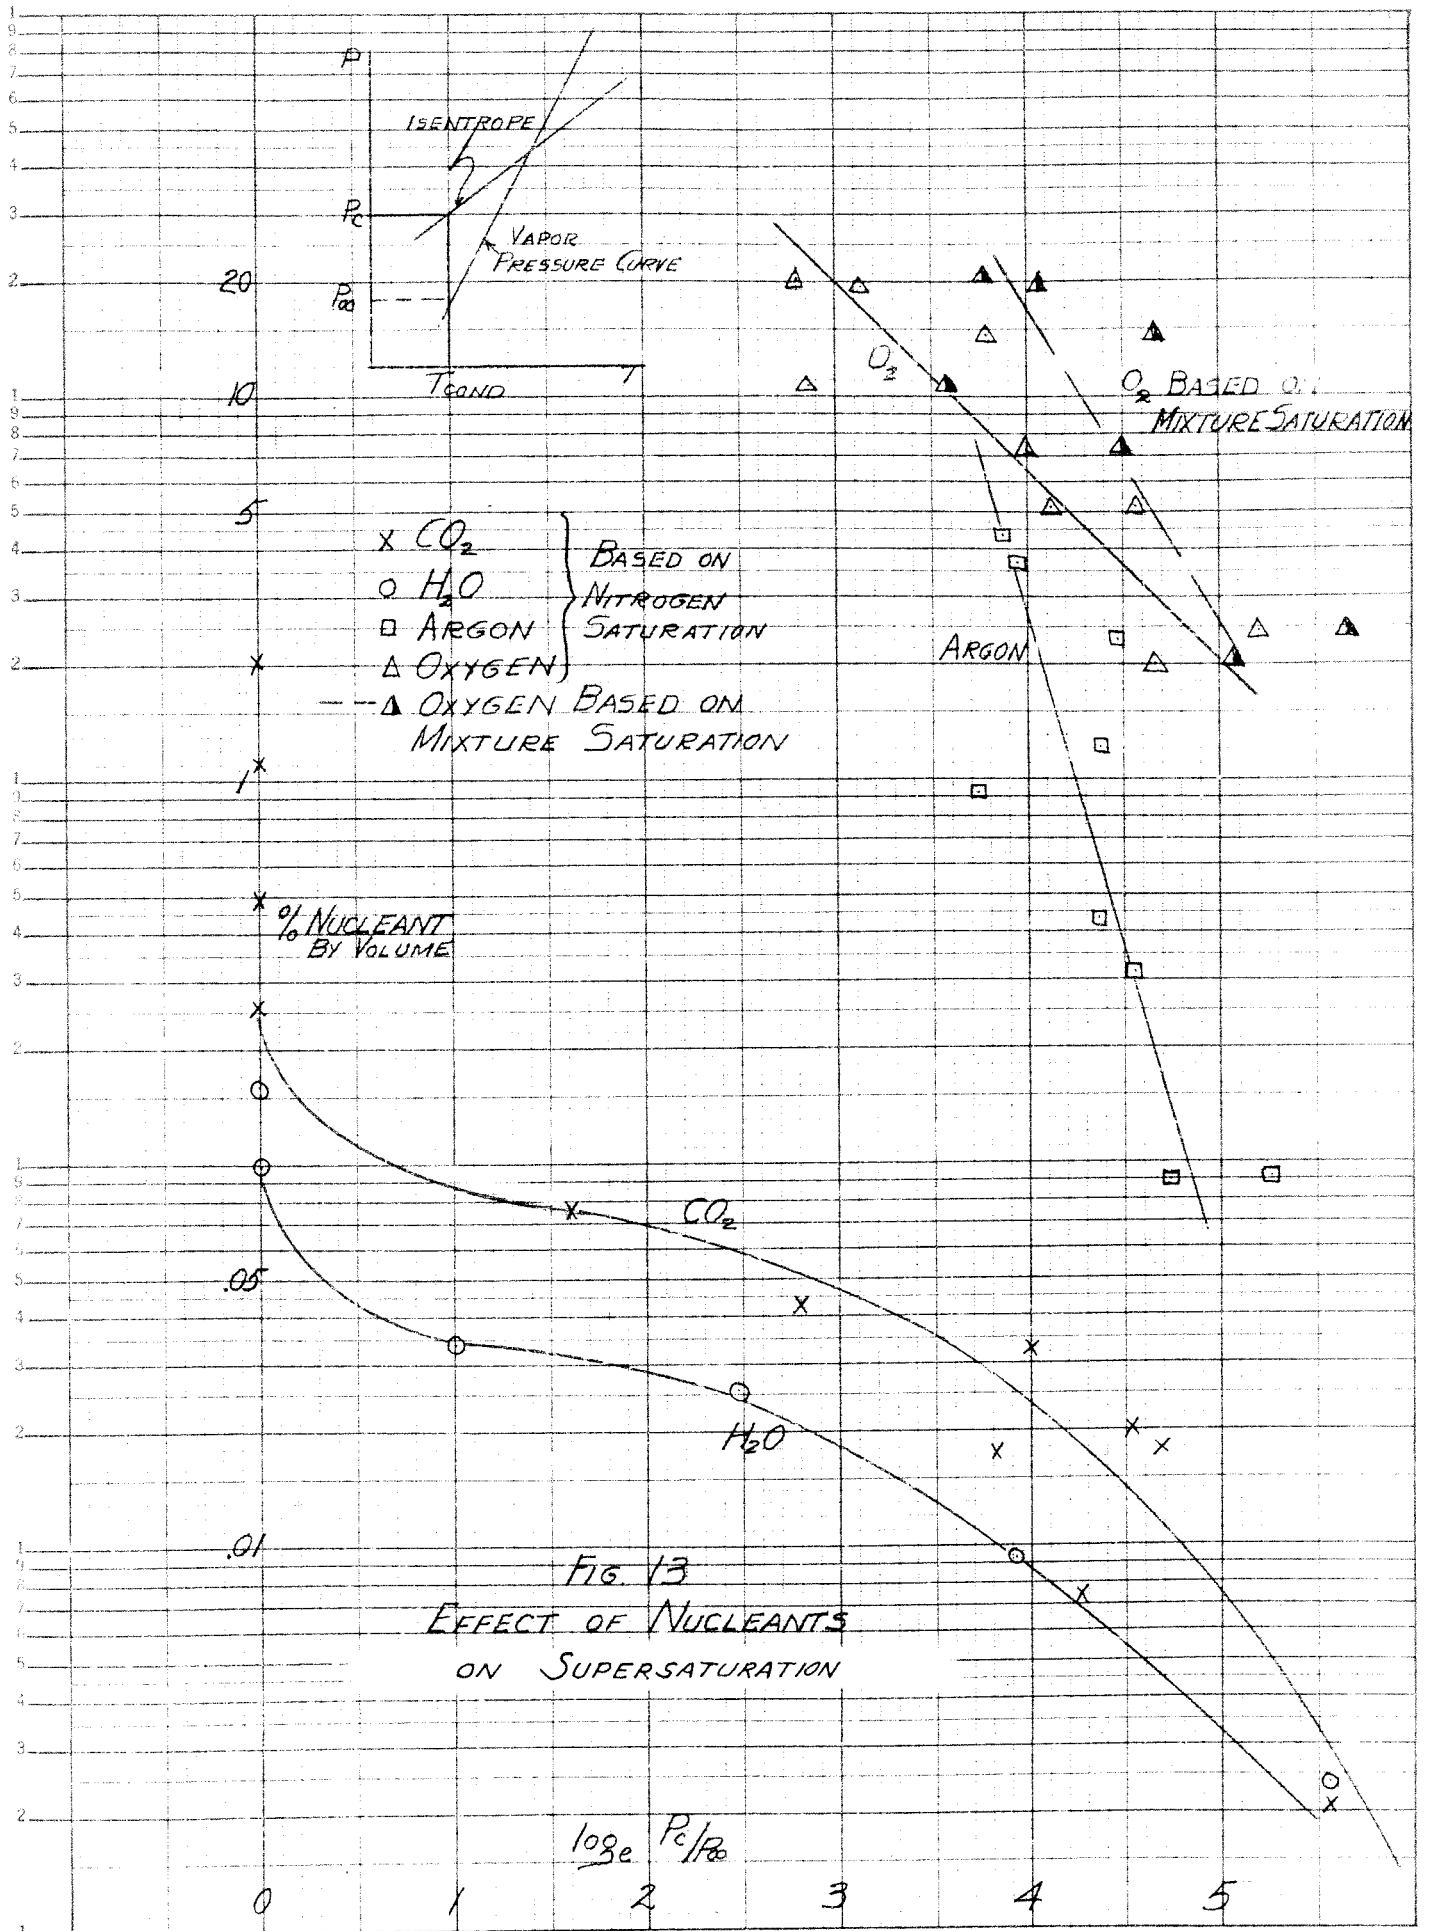 P
ISENTROPE
Pc
VAPOR
PRESSURE CURVE
P∞
TCOND
T
20
10
5
1
.05
.01
O2
O2 BASED ON
MIXTURE SATURATION
x CO2
o H2O
□ ARGON
△ OXYGEN
BASED ON
NITROGEN
SATURATION
OXYGEN BASED ON
MIXTURE SATURATION
ARGON
% NUCLEANT
BY VOLUME
CO2
H2O
FIG. 13
EFFECT OF NUCLEANTS
ON SUPERSATURATION
loge Pc/P∞
0 1 2 3 4 5